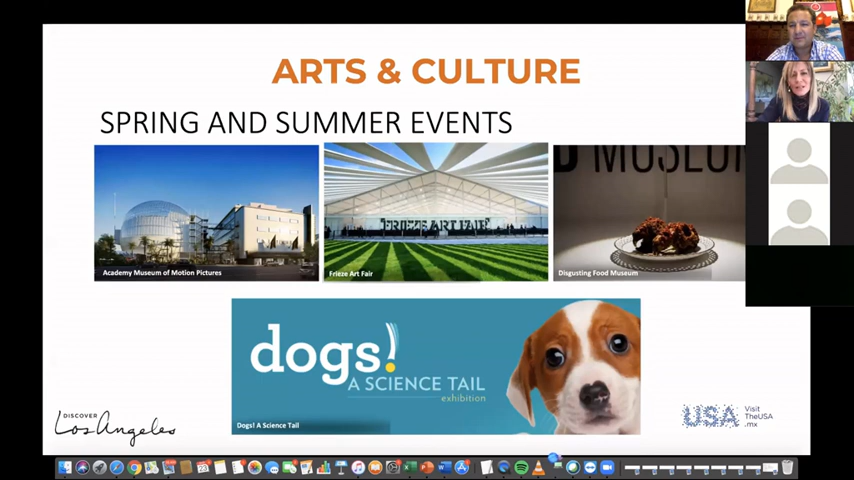 ARTS & CULTURE
SPRING AND SUMMER EVENTS
Academy Museum of Motion Pictures
FRIEZE ART FAIR
Frieze Art Fair
D MUSEUM
Disgusting Food Museum
dogs!
A SCIENCE TAIL
exhibition
Dogs! A Science Tail
DISCOVER
Los Angeles
USA
Visit
TheUSA
.mx